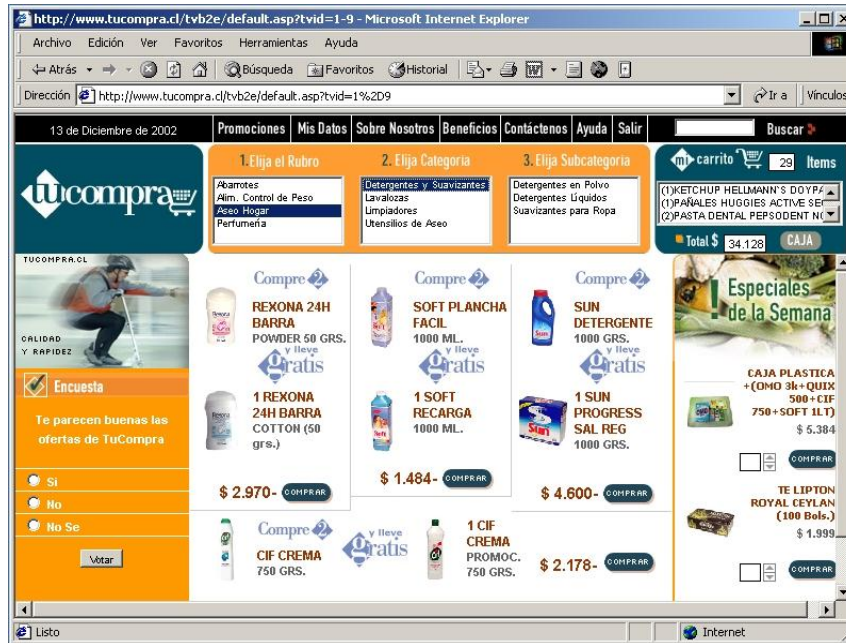 http://www.tucompra.cl/tvb2e/default.asp?tvid=1-9 - Microsoft Internet Explorer
Archivo Edición Ver Favoritos Herramientas Ayuda
Atrás Búsqueda Favoritos Historial
Dirección http://www.tucompra.cl/tvb2e/default.asp?tvid=1%2D9 Ir a Vínculos
13 de Diciembre de 2002 Promociones Mis Datos Sobre Nosotros Beneficios Contáctenos Ayuda Salir Buscar
tucompra
1. Elija el Rubro
Abarrotes
Alim. Control de Peso
Aseo Hogar
Perfumería
2. Elija Categoria
Detergentes y Suavizantes
Lavalozas
Limpiadores
Utensilios de Aseo
3. Elija Subcategoria
Detergentes en Polvo
Detergentes Líquidos
Suavizantes para Ropa
mi carrito 29 Items
(1)KETCHUP HELLMANN'S DOYPA
(1)PAÑALES HUGGIES ACTIVE SEC
(2)PASTA DENTAL PEPSODENT NO
Total $ 34.128 CAJA
TUCOMPRA.CL
CALIDAD
Y RAPIDEZ
Encuesta
Te parecen buenas las
ofertas de TuCompra
Si
No
No Se
Votar
Compre 2
REXONA 24H
BARRA
POWDER 50 GRS.
y lleve
gratis
1 REXONA
24H BARRA
COTTON (50
grs.)
$ 2.970- COMPRAR
Compre 2
SOFT PLANCHA
FACIL
1000 ML.
y lleve
gratis
1 SOFT
RECARGA
1000 ML.
$ 1.484- COMPRAR
Compre 2
SUN
DETERGENTE
1000 GRS.
y lleve
gratis
1 SUN
PROGRESS
SAL REG
1000 GRS.
$ 4.600- COMPRAR
Compre 2
CIF CREMA
750 GRS.
y lleve
gratis
1 CIF
CREMA
PROMOC.
750 GRS.
$ 2.178- COMPRAR
! Especiales
de la Semana
CAJA PLASTICA
+(OMO 3k+QUIX
500+CIF
750+SOFT 1LT)
$ 5.384
COMPRAR
TE LIPTON
ROYAL CEYLAN
(100 Bols.)
$ 1.999
COMPRAR
Listo Internet